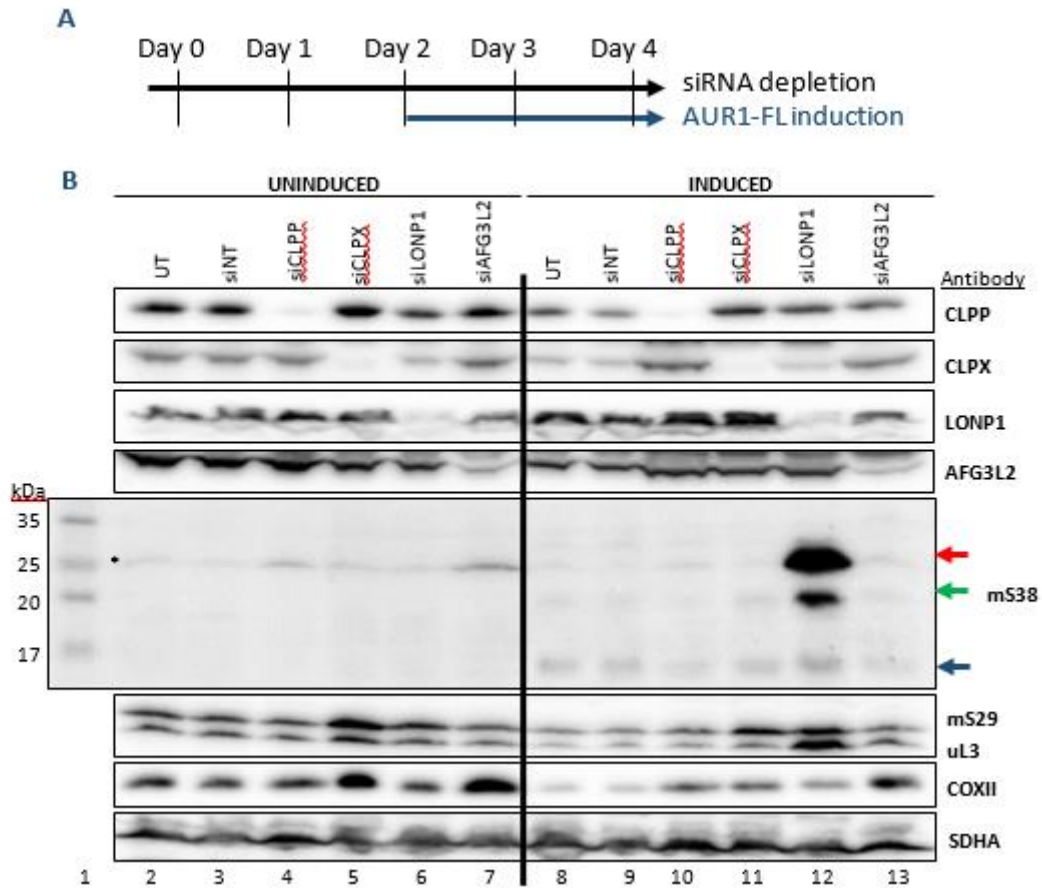 A
Day 0 Day 1 Day 2 Day 3 Day 4
siRNA depletion
AUR1-FL induction
B
UNINDUCED INDUCED
UT siNT siCLPP siCLPX siLONP1 siAFG3L2 UT siNT siCLPP siCLPX siLONP1 siAFG3L2
Antibody
CLPP
CLPX
LONP1
AFG3L2
kDa
35
25
20 mS38
17
mS29
uL3
COXII
SDHA
1 2 3 4 5 6 7 8 9 10 11 12 13